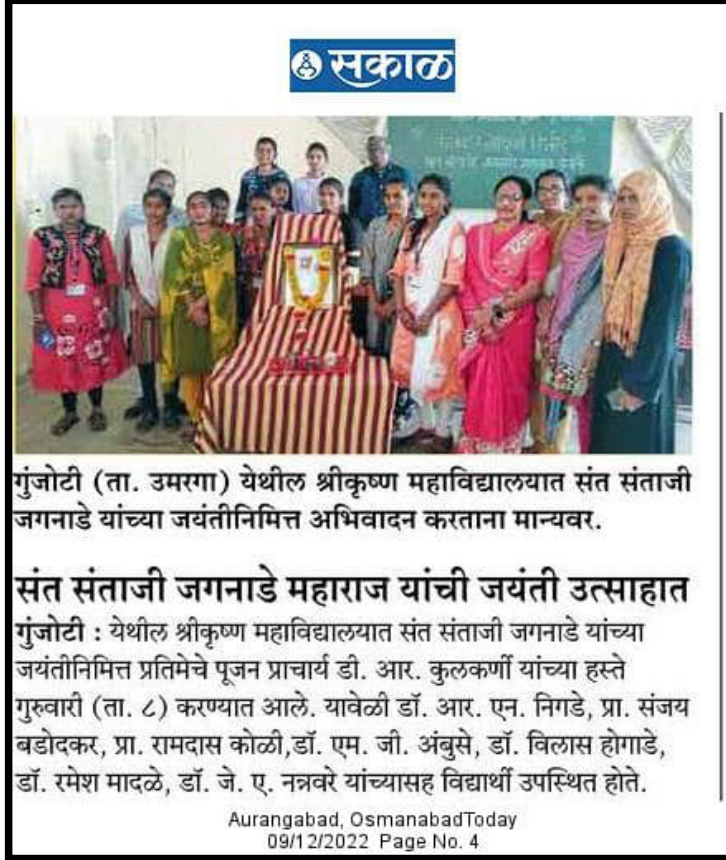 सकाळ
गुंजोटी (ता. उमरगा) येथील श्रीकृष्ण महाविद्यालयात संत संताजी
जगनाडे यांच्या जयंतीनिमित्त अभिवादन करताना मान्यवर.
संत संताजी जगनाडे महाराज यांची जयंती उत्साहात
गुंजोटी : येथील श्रीकृष्ण महाविद्यालयात संत संताजी जगनाडे यांच्या
जयंतीनिमित्त प्रतिमेचे पूजन प्राचार्य डी. आर. कुलकर्णी यांच्या हस्ते
गुरुवारी (ता. ८) करण्यात आले. यावेळी डॉ. आर. एन. निगडे, प्रा. संजय
बडोदकर, प्रा. रामदास कोळी,डॉ. एम. जी. अंबुसे, डॉ. विलास होगाडे,
डॉ. रमेश मादळे, डॉ. जे. ए. नन्नवरे यांच्यासह विद्यार्थी उपस्थित होते.
Aurangabad, OsmanabadToday
09/12/2022 Page No. 4